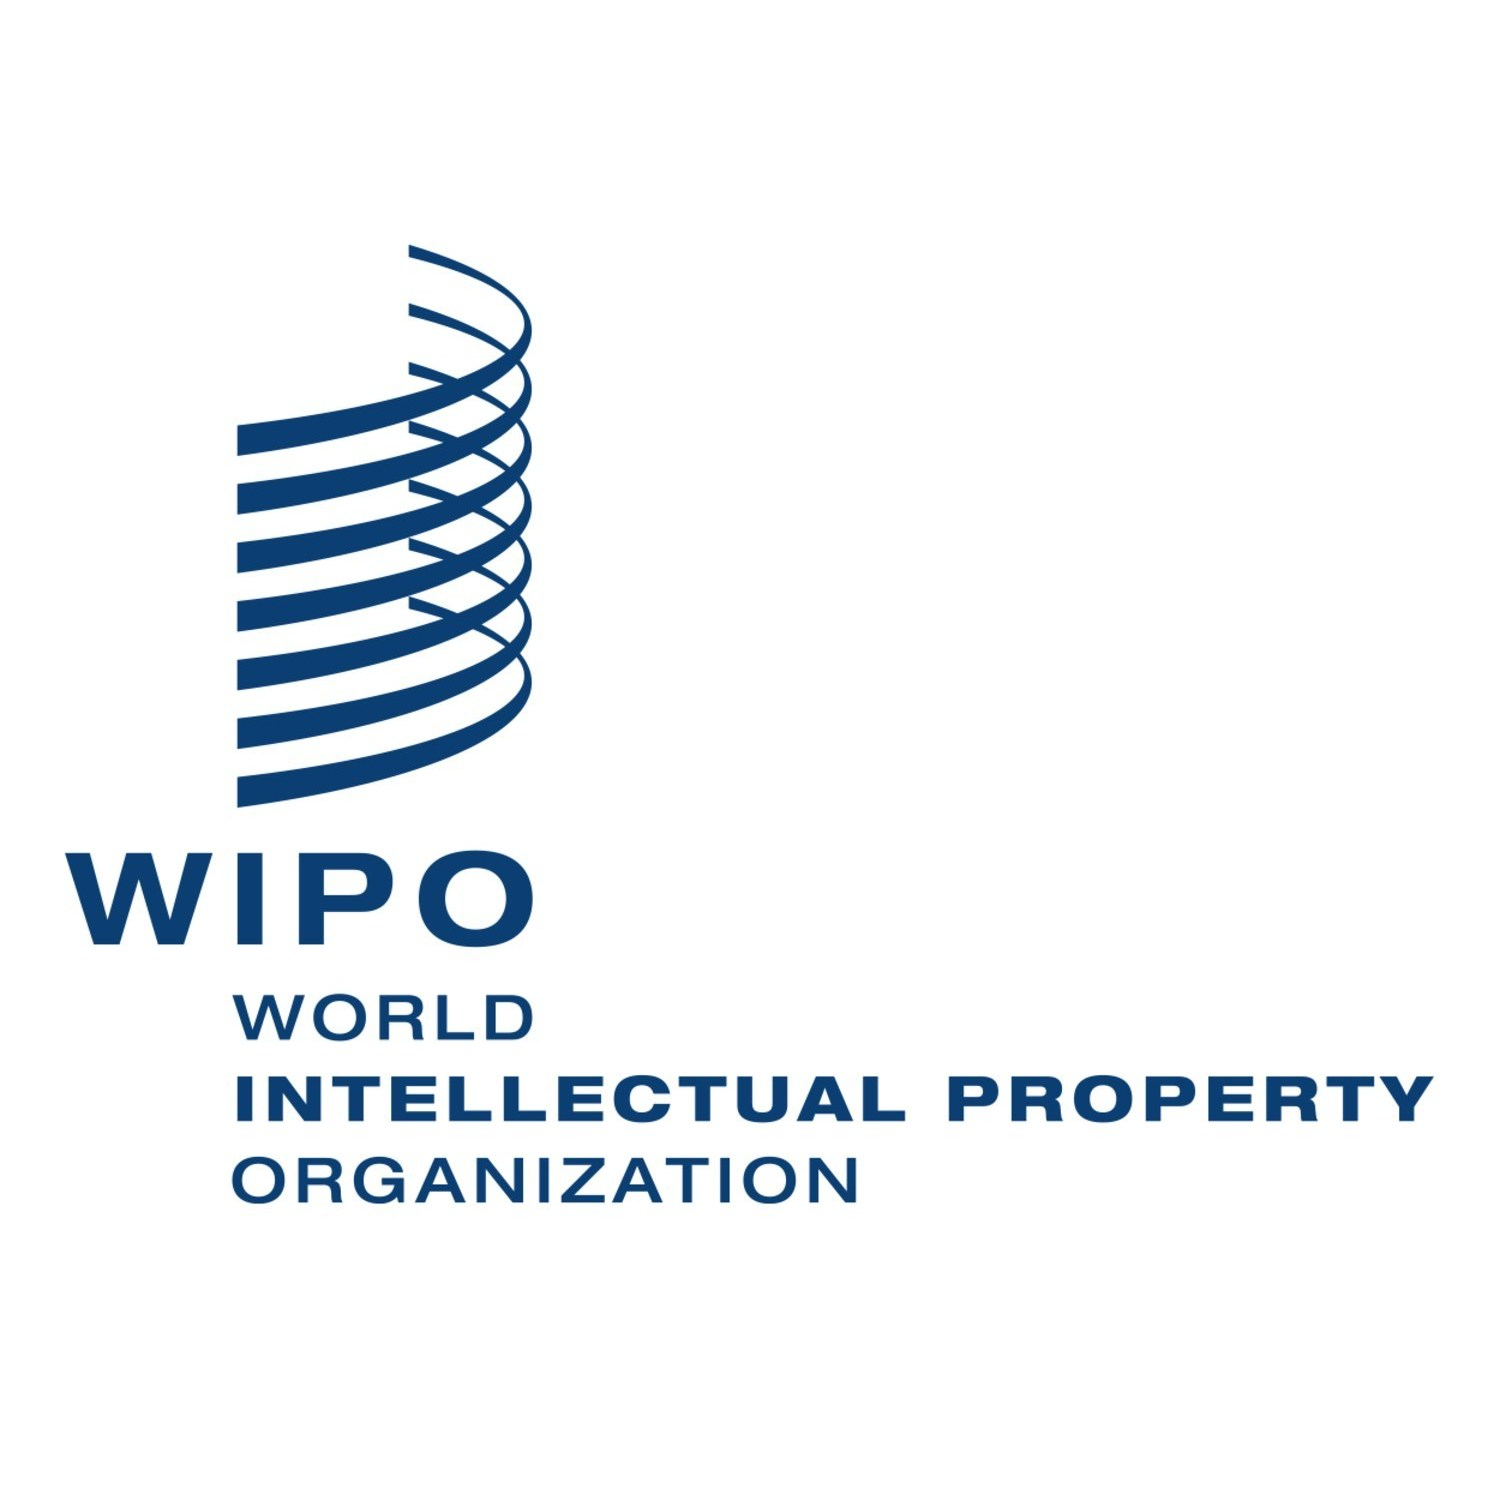 WIPO
WORLD
INTELLECTUAL PROPERTY
ORGANIZATION